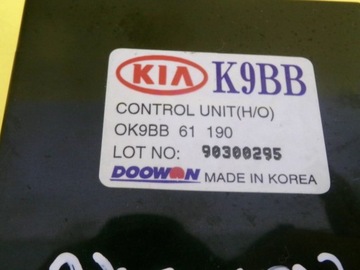 KIA K9BB
CONTROL UNIT(H/O)
OK9BB 61 190
LOT NO: 90300295
DOOWON MADE IN KOREA